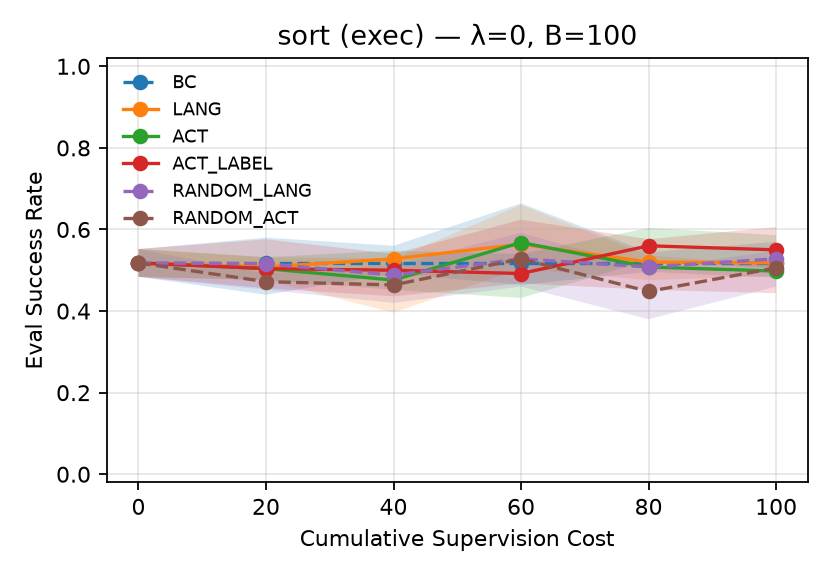 sort (exec) — λ=0, B=100
1.0
0.8
0.6
0.4
0.2
0.0
Eval Success Rate
BC
LANG
ACT
ACT_LABEL
RANDOM_LANG
RANDOM_ACT
0 20 40 60 80 100
Cumulative Supervision Cost